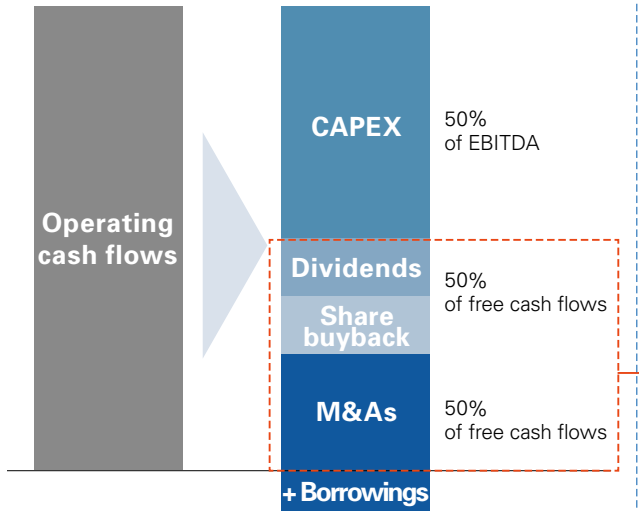 Operating
cash flows
CAPEX
50%
of EBITDA
Dividends
Share
buyback
50%
of free cash flows
M&As
50%
of free cash flows
+ Borrowings